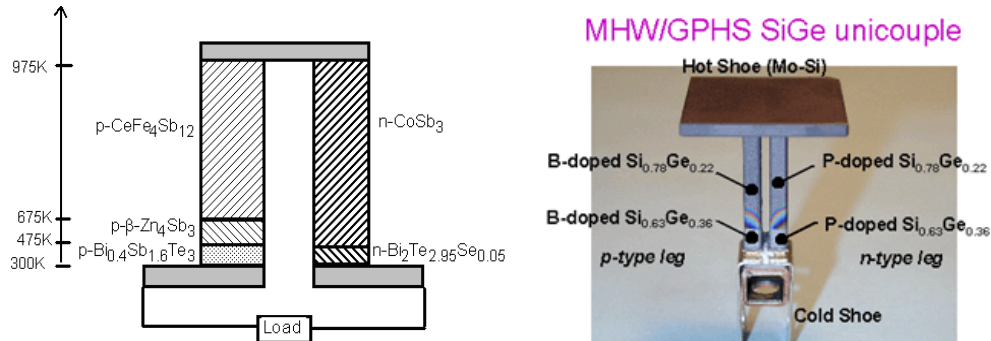 975K
p-CeFe₄Sb₁₂
n-CoSb₃
675K
p-β-Zn₄Sb₃
475K
p-Bi₀.₄Sb₁.₆Te₃
n-Bi₂Te₂.₉₅Se₀.₀₅
300K
Load
MHW/GPHS SiGe unicouple
Hot Shoe (Mo-Si)
B-doped Si₀.₇₈Ge₀.₂₂
P-doped Si₀.₇₈Ge₀.₂₂
B-doped Si₀.₆₃Ge₀.₃₆
P-doped Si₀.₆₃Ge₀.₃₆
p-type leg
n-type leg
Cold Shoe